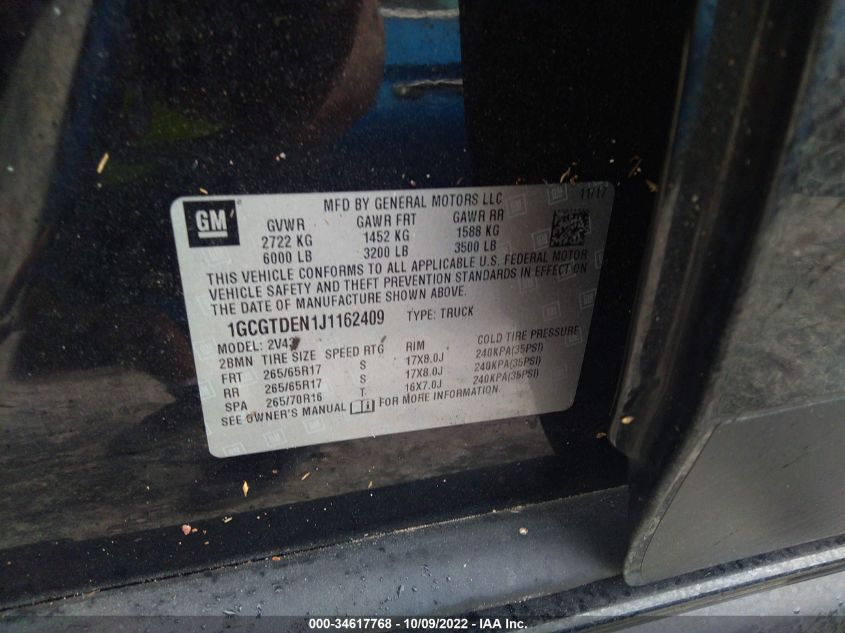 MFD BY GENERAL MOTORS LLC 11/17
GM
GVWR GAWR FRT GAWR RR
2722 KG 1452 KG 1588 KG
6000 LB 3200 LB 3500 LB
THIS VEHICLE CONFORMS TO ALL APPLICABLE U.S. FEDERAL MOTOR
VEHICLE SAFETY AND THEFT PREVENTION STANDARDS IN EFFECT ON
THE DATE OF MANUFACTURE SHOWN ABOVE.
1GCGTDEN1J1162409 TYPE: TRUCK
MODEL: 2V43
2BMN TIRE SIZE SPEED RTG RIM COLD TIRE PRESSURE
FRT 265/65R17 S 17X8.0J 240KPA(35PSI)
RR 265/65R17 S 17X8.0J 240KPA(35PSI)
SPA 265/70R16 T 16X7.0J 240KPA(35PSI)
SEE OWNER'S MANUAL FOR MORE INFORMATION.
000-34617768 - 10/09/2022 - IAA Inc.